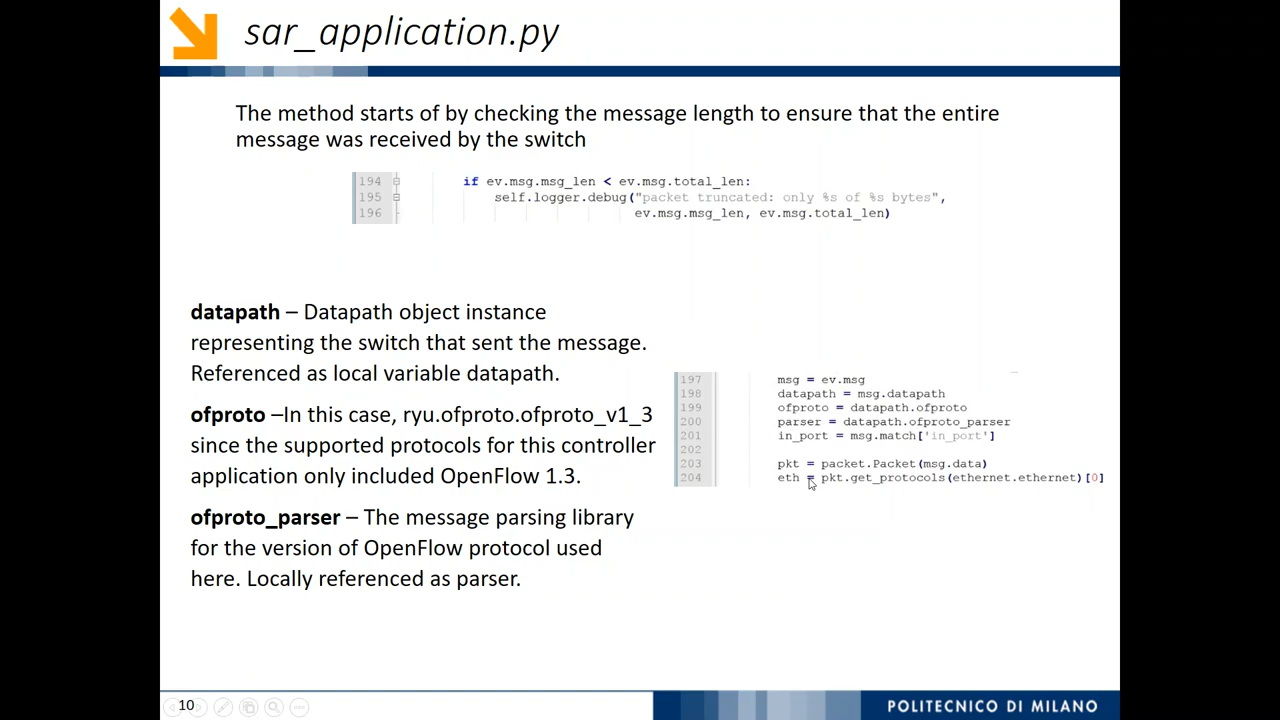 sar_application.py
The method starts of by checking the message length to ensure that the entire
message was received by the switch
194 if ev.msg.msg_len < ev.msg.total_len:
195 self.logger.debug("packet truncated: only %s of %s bytes",
196 ev.msg.msg_len, ev.msg.total_len)
datapath – Datapath object instance
representing the switch that sent the message.
Referenced as local variable datapath.
ofproto –In this case, ryu.ofproto.ofproto_v1_3
since the supported protocols for this controller
application only included OpenFlow 1.3.
ofproto_parser – The message parsing library
for the version of OpenFlow protocol used
here. Locally referenced as parser.
197 msg = ev.msg
198 datapath = msg.datapath
199 ofproto = datapath.ofproto
200 parser = datapath.ofproto_parser
201 in_port = msg.match['in_port']
202
203 pkt = packet.Packet(msg.data)
204 eth = pkt.get_protocols(ethernet.ethernet)[0]
10
POLITECNICO DI MILANO